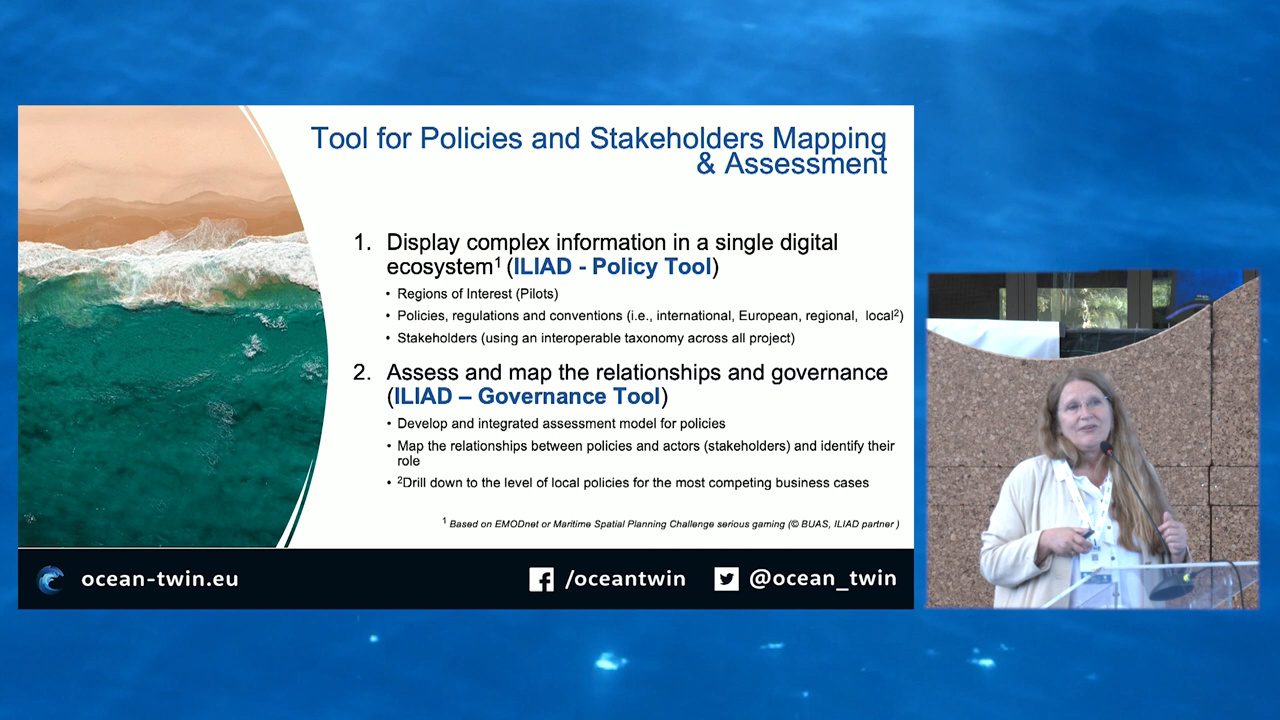 Tool for Policies and Stakeholders Mapping
& Assessment
1. Display complex information in a single digital
ecosystem¹ (ILIAD - Policy Tool)
• Regions of Interest (Pilots)
• Policies, regulations and conventions (i.e., international, European, regional, local²)
• Stakeholders (using an interoperable taxonomy across all project)
2. Assess and map the relationships and governance
(ILIAD – Governance Tool)
• Develop and integrated assessment model for policies
• Map the relationships between policies and actors (stakeholders) and identify their
role
• ²Drill down to the level of local policies for the most competing business cases
¹ Based on EMODnet or Maritime Spatial Planning Challenge serious gaming (© BUAS, ILIAD partner )
ocean-twin.eu
/oceantwin
@ocean_twin